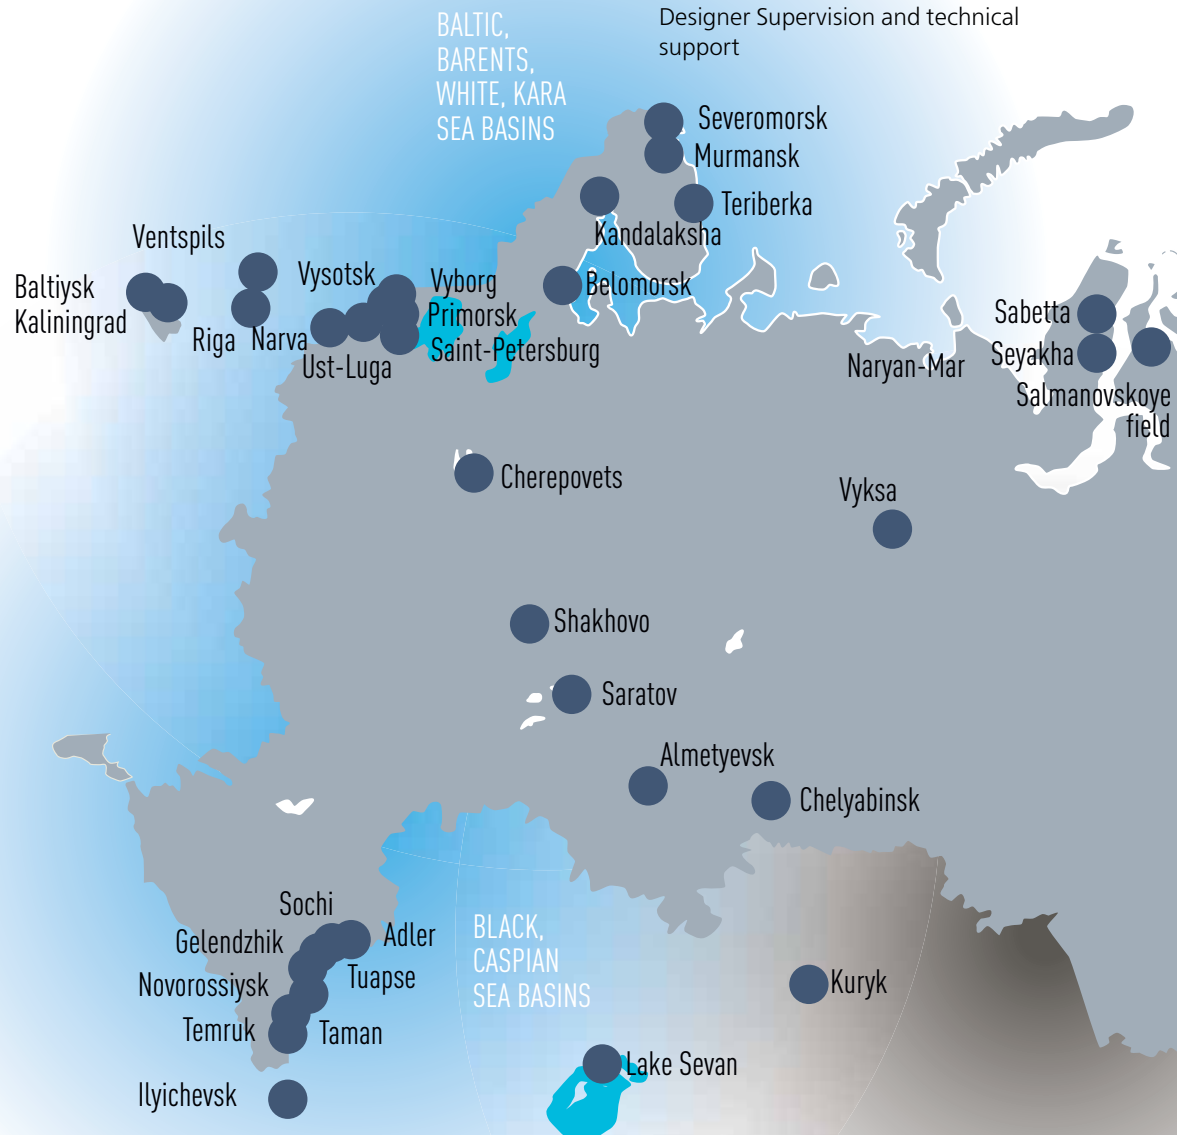 Designer Supervision and technical
support
BALTIC,
BARENTS,
WHITE, KARA
SEA BASINS
Severomorsk
Murmansk
Teriberka
Kandalaksha
Ventspils
Vysotsk
Vyborg
Belomorsk
Baltiysk
Kaliningrad
Primorsk
Riga
Narva
Saint-Petersburg
Ust-Luga
Sabetta
Seyakha
Naryan-Mar
Salmanovskoye
field
Cherepovets
Vyksa
Shakhovo
Saratov
Almetyevsk
Chelyabinsk
Sochi
Gelendzhik
Adler
Novorossiysk
Tuapse
Temruk
Taman
Ilyichevsk
BLACK,
CASPIAN
SEA BASINS
Kuryk
Lake Sevan